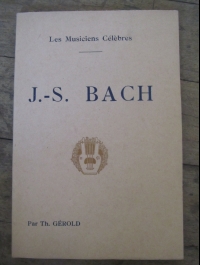 Les Musiciens Célèbres
J.-S. BACH
Par Th. GÉROLD